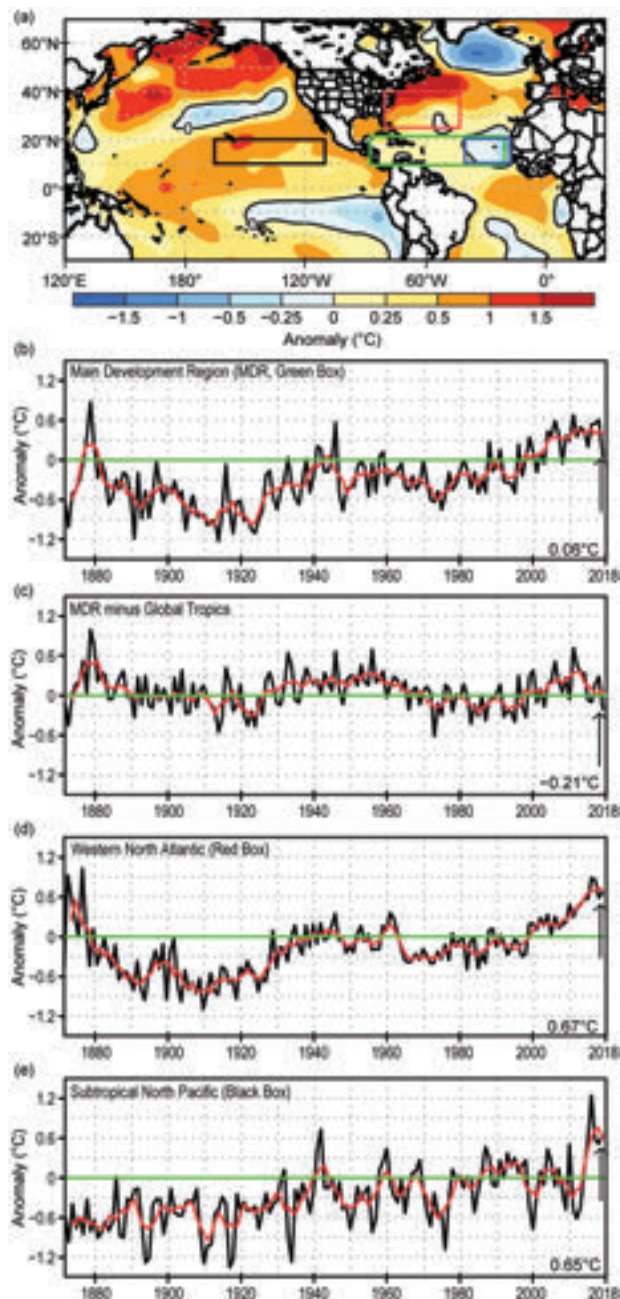 (a)
60°N
40°N
20°N
0°
20°S
120°E 180° 120°W 60°W 0°
−1.5 −1 −0.5 −0.25 0 0.25 0.5 1 1.5
Anomaly (°C)
(b)
Main Development Region (MDR, Green Box)
1.2
0.6
0
−0.6
−1.2
Anomaly (°C)
0.06°C
1880 1900 1920 1940 1960 1980 2000 2018
(c)
MDR minus Global Tropics
1.2
0.6
0
−0.6
−1.2
Anomaly (°C)
−0.21°C
1880 1900 1920 1940 1960 1980 2000 2018
(d)
Western North Atlantic (Red Box)
1.2
0.6
0
−0.6
−1.2
Anomaly (°C)
0.67°C
1880 1900 1920 1940 1960 1980 2000 2018
(e)
Subtropical North Pacific (Black Box)
1.2
0.6
0
−0.6
−1.2
Anomaly (°C)
0.65°C
1880 1900 1920 1940 1960 1980 2000 2018